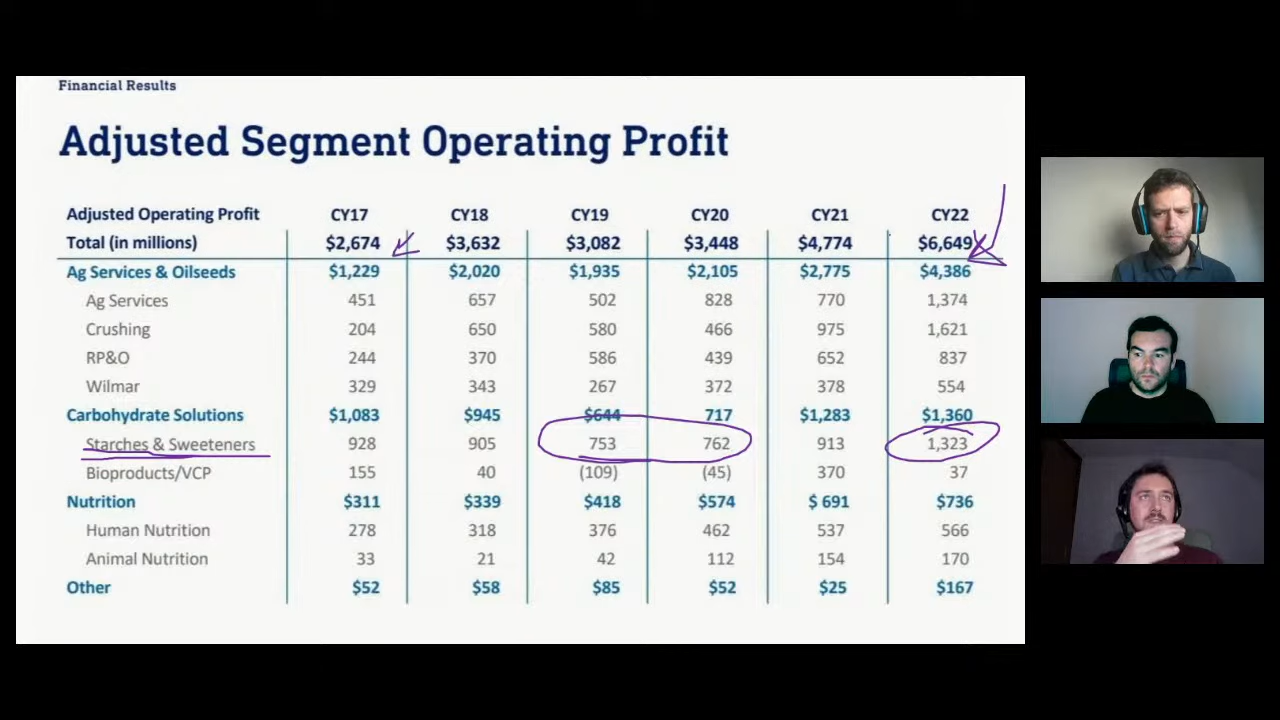 Financial Results
Adjusted Segment Operating Profit
Adjusted Operating Profit CY17 CY18 CY19 CY20 CY21 CY22
Total (in millions) $2,674 $3,632 $3,082 $3,448 $4,774 $6,649
Ag Services & Oilseeds $1,229 $2,020 $1,935 $2,105 $2,775 $4,386
Ag Services 451 657 502 828 770 1,374
Crushing 204 650 580 466 975 1,621
RP&O 244 370 586 439 652 837
Wilmar 329 343 267 372 378 554
Carbohydrate Solutions $1,083 $945 $644 717 $1,283 $1,360
Starches & Sweeteners 928 905 753 762 913 1,323
Bioproducts/VCP 155 40 (109) (45) 370 37
Nutrition $311 $339 $418 $574 $ 691 $736
Human Nutrition 278 318 376 462 537 566
Animal Nutrition 33 21 42 112 154 170
Other $52 $58 $85 $52 $25 $167